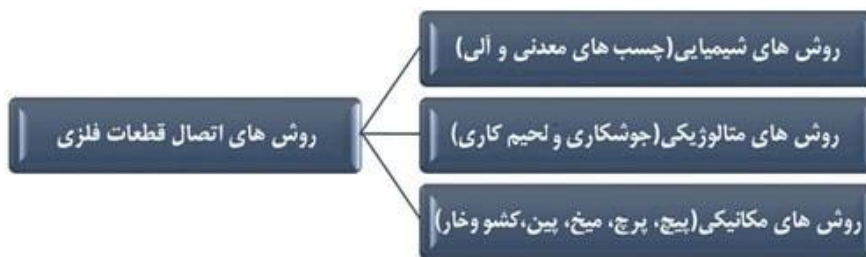 روش های اتصال قطعات فلزی
روش های شیمیایی(چسب های معدنی و آلی)
روش های متالوژیکی(جوشکاری و لحیم کاری)
روش های مکانیکی(پیچ، پرچ، میخ، پین،کشو وخار)